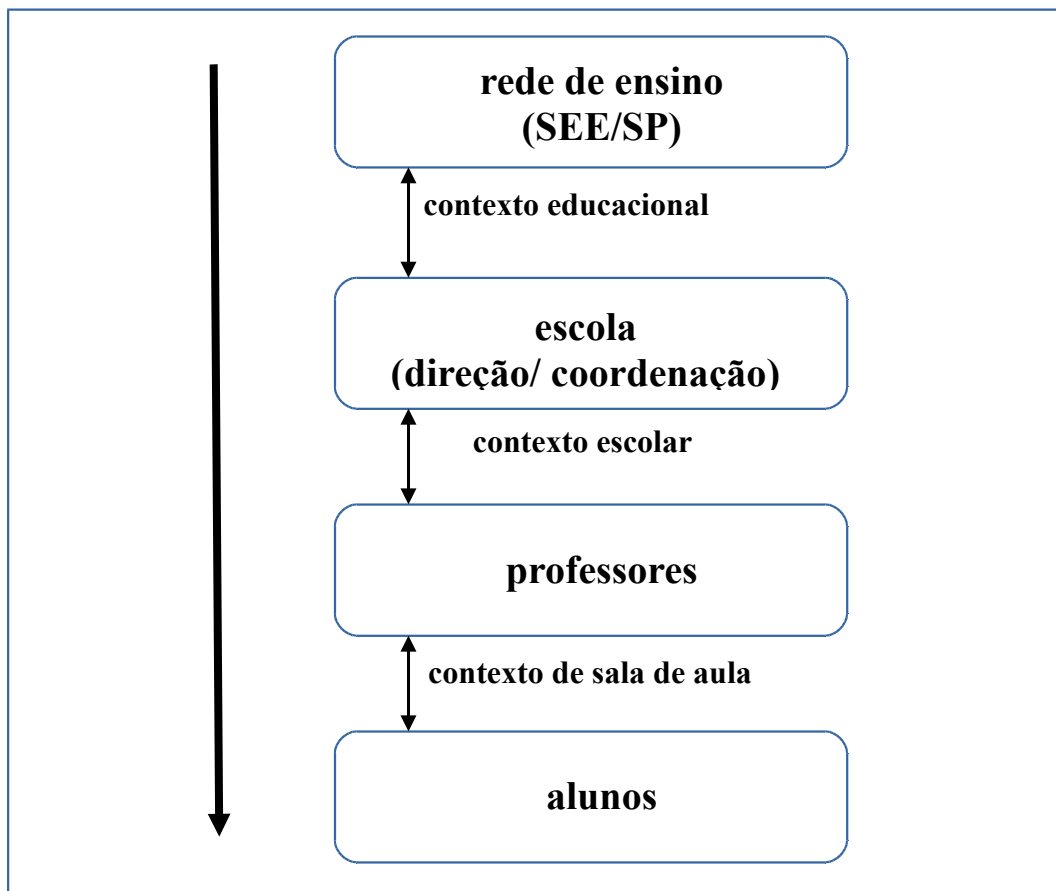 rede de ensino
(SEE/SP)
contexto educacional
escola
(direção/ coordenação)
contexto escolar
professores
contexto de sala de aula
alunos